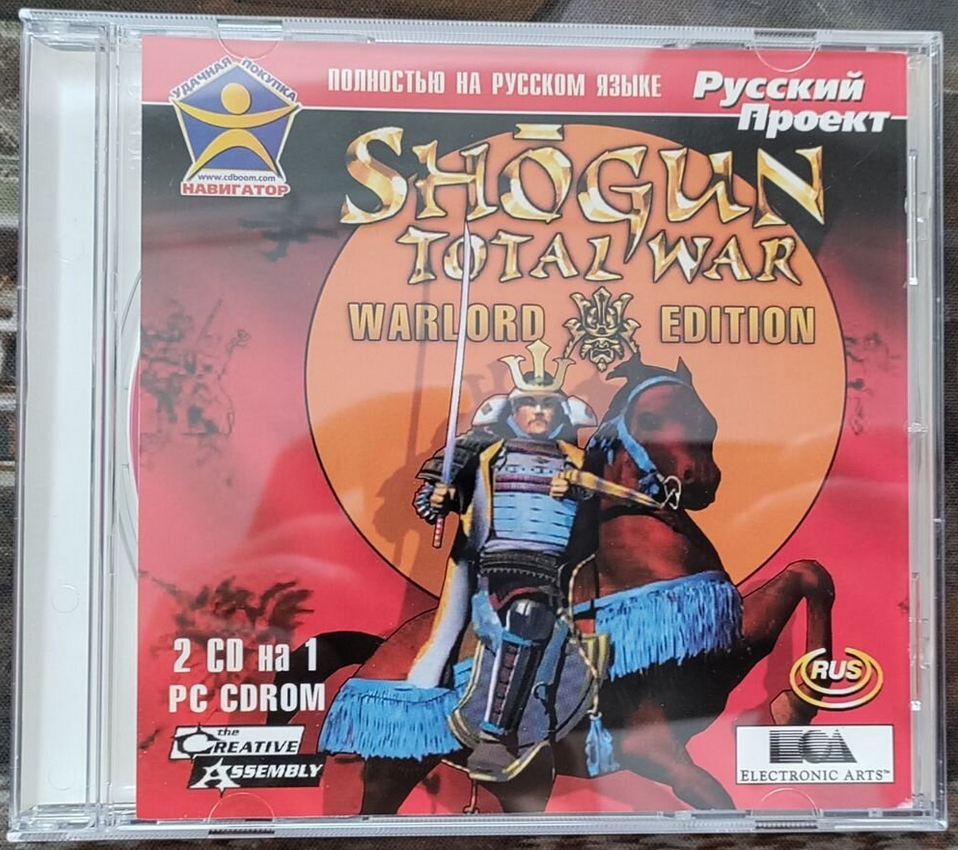 УДАЧНАЯ ПОКУПКА
www.cdboom.com
НАВИГАТОР
ПОЛНОСТЬЮ НА РУССКОМ ЯЗЫКЕ
Русский
Проект
SHŌGUN
TOTAL WAR
WARLORD EDITION
2 CD на 1
PC CDROM
the
CREATIVE
ASSEMBLY
RUS
EA
ELECTRONIC ARTS™